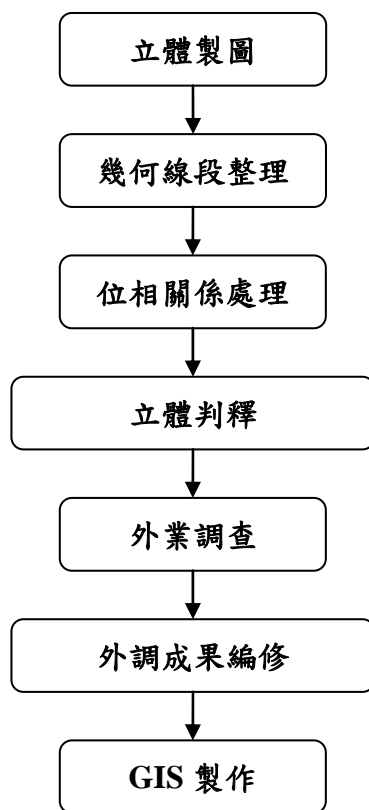 立體製圖
幾何線段整理
位相關係處理
立體判釋
外業調查
外調成果編修
GIS 製作